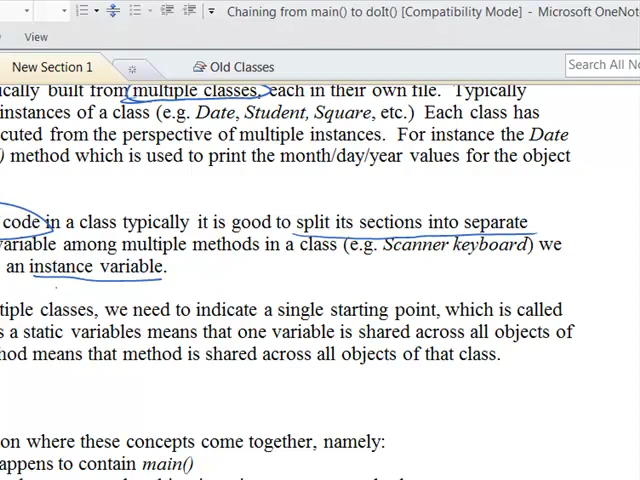 Chaining from main() to doIt() [Compatibility Mode] - Microsoft OneNot
View
New Section 1
Old Classes
Search All No
ically built from multiple classes, each in their own file. Typically
instances of a class (e.g. Date, Student, Square, etc.) Each class has
cuted from the perspective of multiple instances. For instance the Date
) method which is used to print the month/day/year values for the object
code in a class typically it is good to split its sections into separate
variable among multiple methods in a class (e.g. Scanner keyboard) we
an instance variable.
tiple classes, we need to indicate a single starting point, which is called
s a static variables means that one variable is shared across all objects of
hod means that method is shared across all objects of that class.
on where these concepts come together, namely:
appens to contain main()